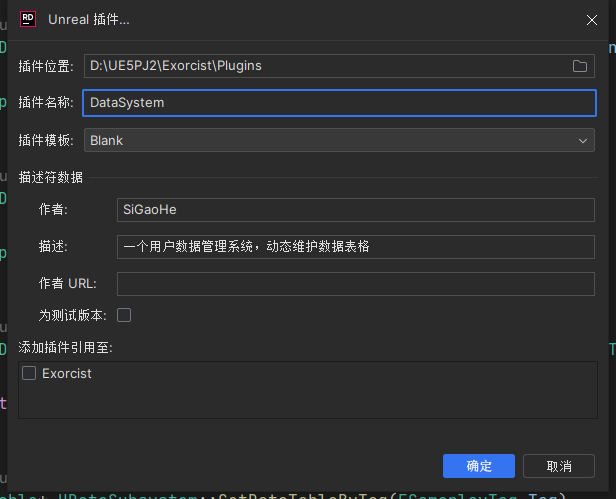 RD
Unreal 插件...
插件位置: D:\UE5PJ2\Exorcist\Plugins
插件名称: DataSystem
插件模板: Blank
描述符数据
作者: SiGaoHe
描述: 一个用户数据管理系统，动态维护数据表格
作者 URL:
为测试版本:
添加插件引用至:
Exorcist
确定 取消